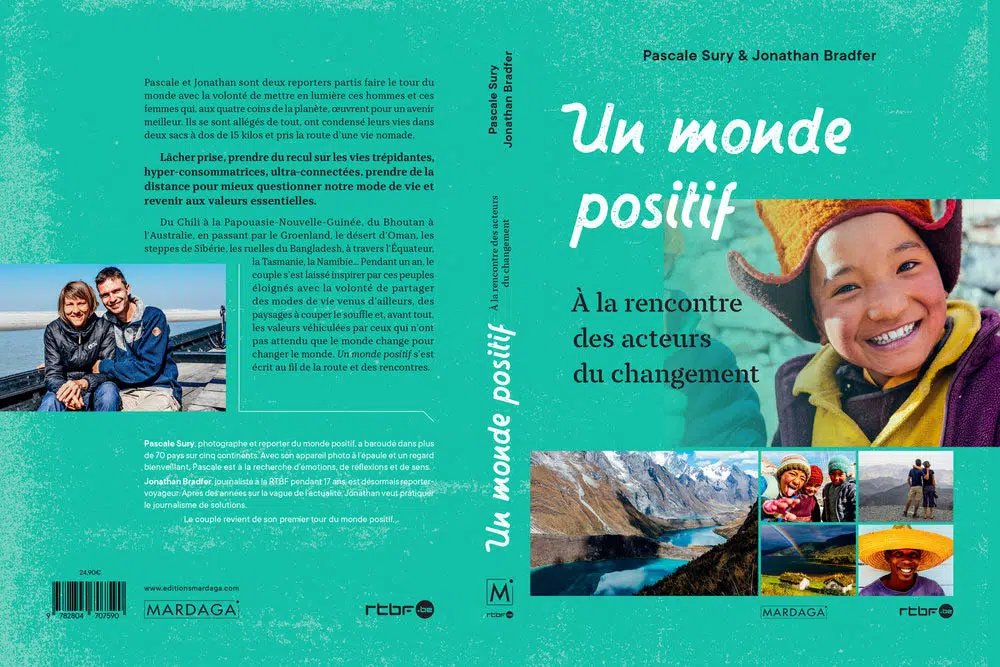 Pascale et Jonathan sont deux reporters partis faire le tour du
monde avec la volonté de mettre en lumière ces hommes et ces
femmes qui, aux quatre coins de la planète, œuvrent pour un avenir
meilleur. Ils se sont allégés de tout, ont condensé leurs vies dans
deux sacs à dos de 15 kilos et pris la route d'une vie nomade.
Lâcher prise, prendre du recul sur les vies trépidantes,
hyper-consommatrices, ultra-connectées, prendre de la
distance pour mieux questionner notre mode de vie et
revenir aux valeurs essentielles.
Du Chili à la Papouasie-Nouvelle-Guinée, du Bhoutan à
l'Australie, en passant par le Groenland, le désert d'Oman, les
steppes de Sibérie, les ruelles du Bangladesh, à travers l'Équateur,
la Tasmanie, la Namibie... Pendant un an, le
couple s'est laissé inspirer par ces peuples
éloignés avec la volonté de partager
des modes de vie venus d'ailleurs, des
paysages à couper le souffle et, avant tout,
les valeurs véhiculées par ceux qui n'ont
pas attendu que le monde change pour
changer le monde. Un monde positif s'est
écrit au fil de la route et des rencontres.
Pascale Sury, photographe et reporter du monde positif, a baroudé dans plus
de 70 pays sur cinq continents. Avec son appareil photo à l'épaule et un regard
bienveillant, Pascale est à la recherche d'émotions, de réflexions et de sens.
Jonathan Bradfer, journaliste à la RTBF pendant 17 ans, est désormais reporter-
voyageur. Après des années sur la vague de l'actualité, Jonathan veut pratiquer
le journalisme de solutions.
Le couple revient de son premier tour du monde positif...
24,90€
9 782804 707590
www.editionsmardaga.com
MARDAGA
rtbf.be
Pascale Sury
Jonathan Bradfer
À la rencontre des acteurs
du changement
Un monde positif
M
rtbf.be
Pascale Sury & Jonathan Bradfer
Un monde
positif
À la rencontre
des acteurs
du changement
MARDAGA
rtbf.be